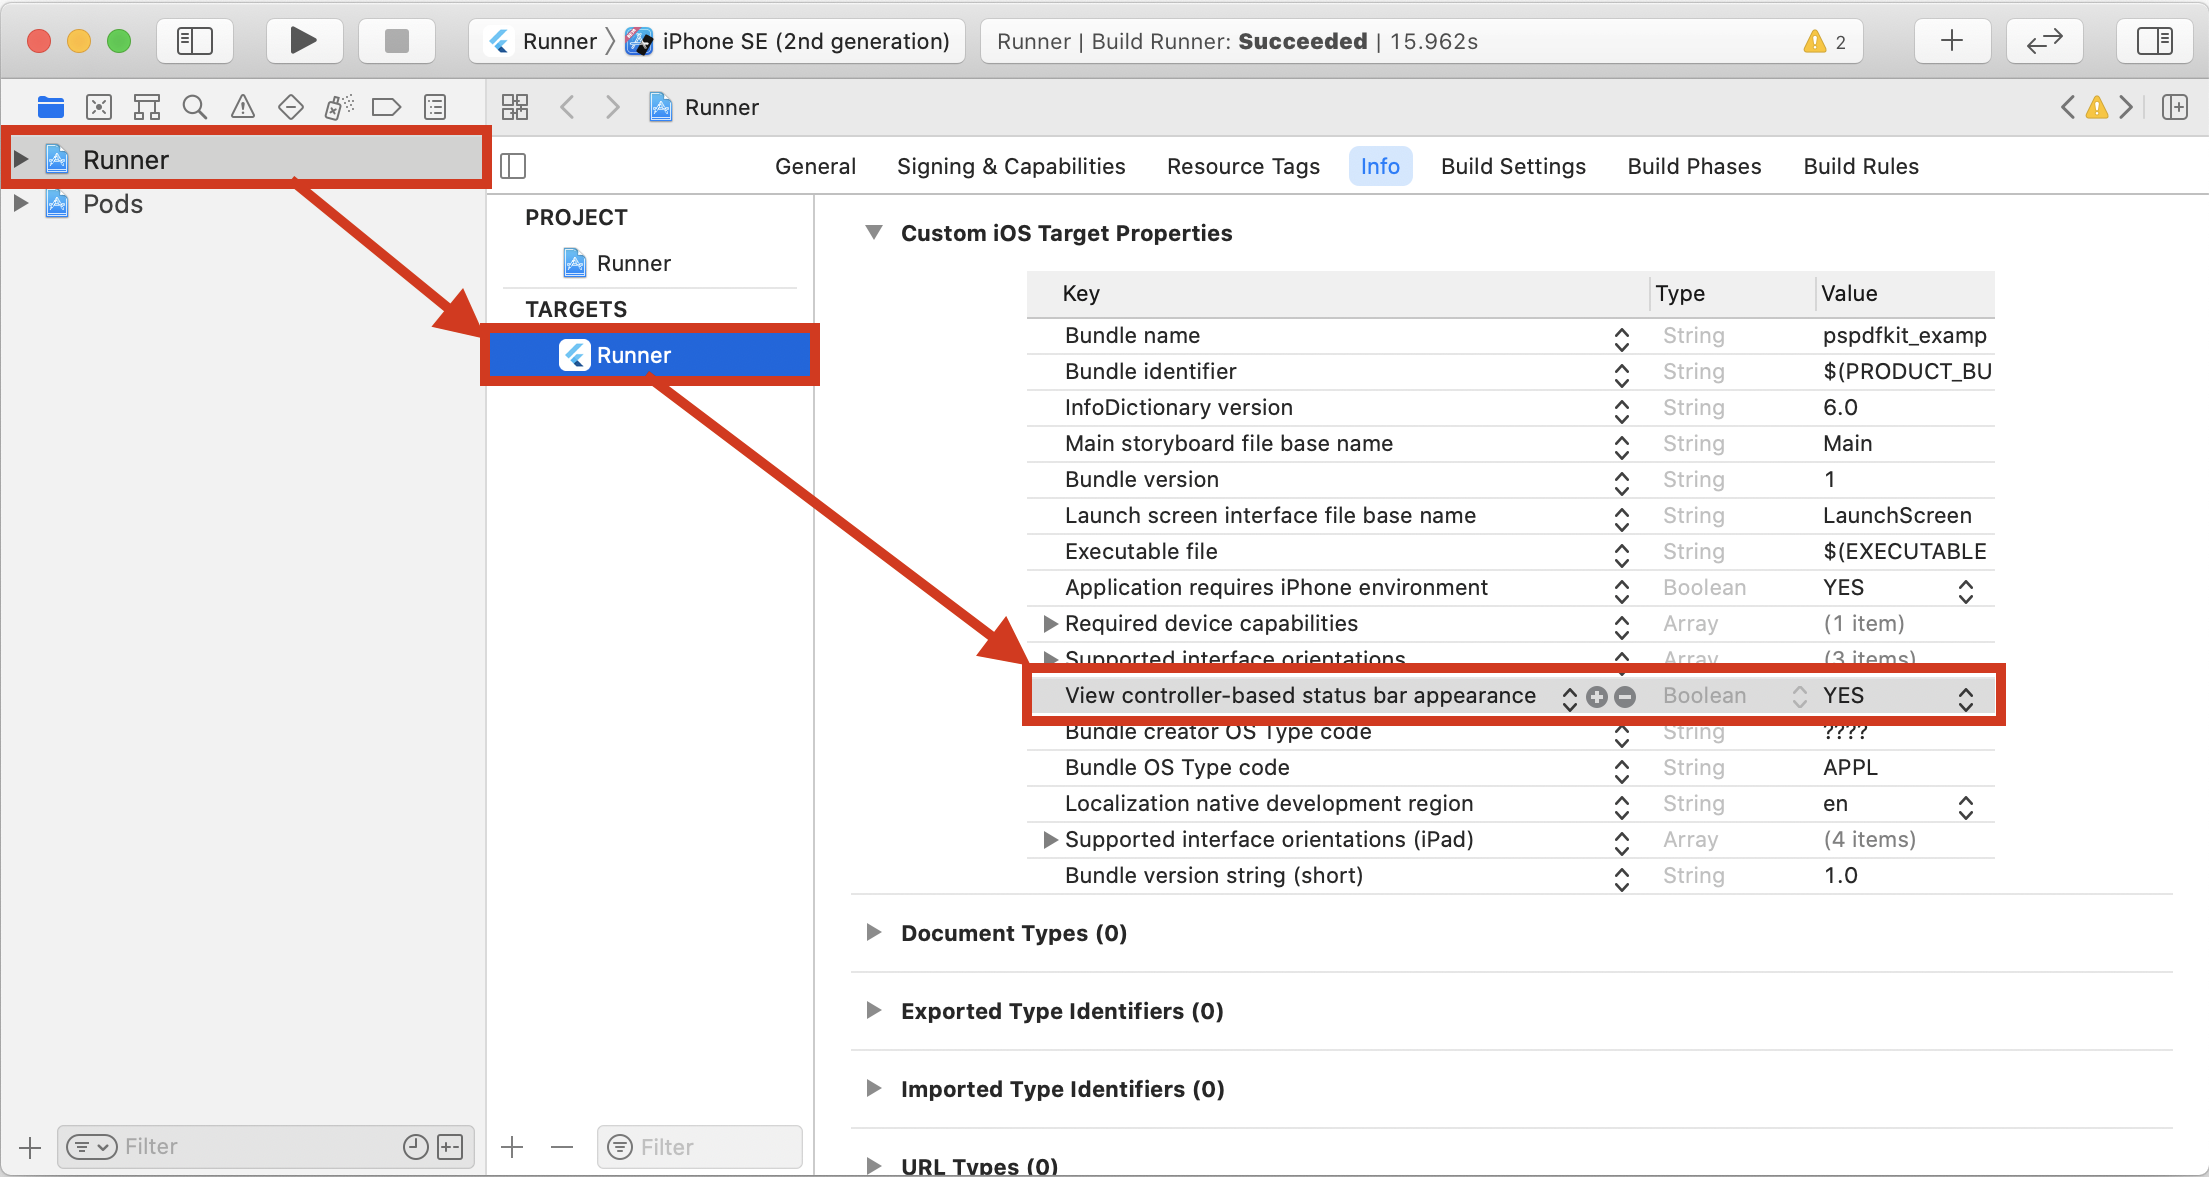 Runner iPhone SE (2nd generation)
Runner | Build Runner: Succeeded | 15.962s 2
Runner
Runner
Pods
General Signing & Capabilities Resource Tags Info Build Settings Build Phases Build Rules
PROJECT
Runner
TARGETS
Runner
Custom iOS Target Properties
Key Type Value
Bundle name String pspdfkit_examp
Bundle identifier String $(PRODUCT_BU
InfoDictionary version String 6.0
Main storyboard file base name String Main
Bundle version String 1
Launch screen interface file base name String LaunchScreen
Executable file String $(EXECUTABLE
Application requires iPhone environment Boolean YES
Required device capabilities Array (1 item)
Supported interface orientations Array (3 items)
View controller-based status bar appearance Boolean YES
Bundle creator OS Type code String ????
Bundle OS Type code String APPL
Localization native development region String en
Supported interface orientations (iPad) Array (4 items)
Bundle version string (short) String 1.0
Document Types (0)
Exported Type Identifiers (0)
Imported Type Identifiers (0)
URL Types (0)
Filter
Filter